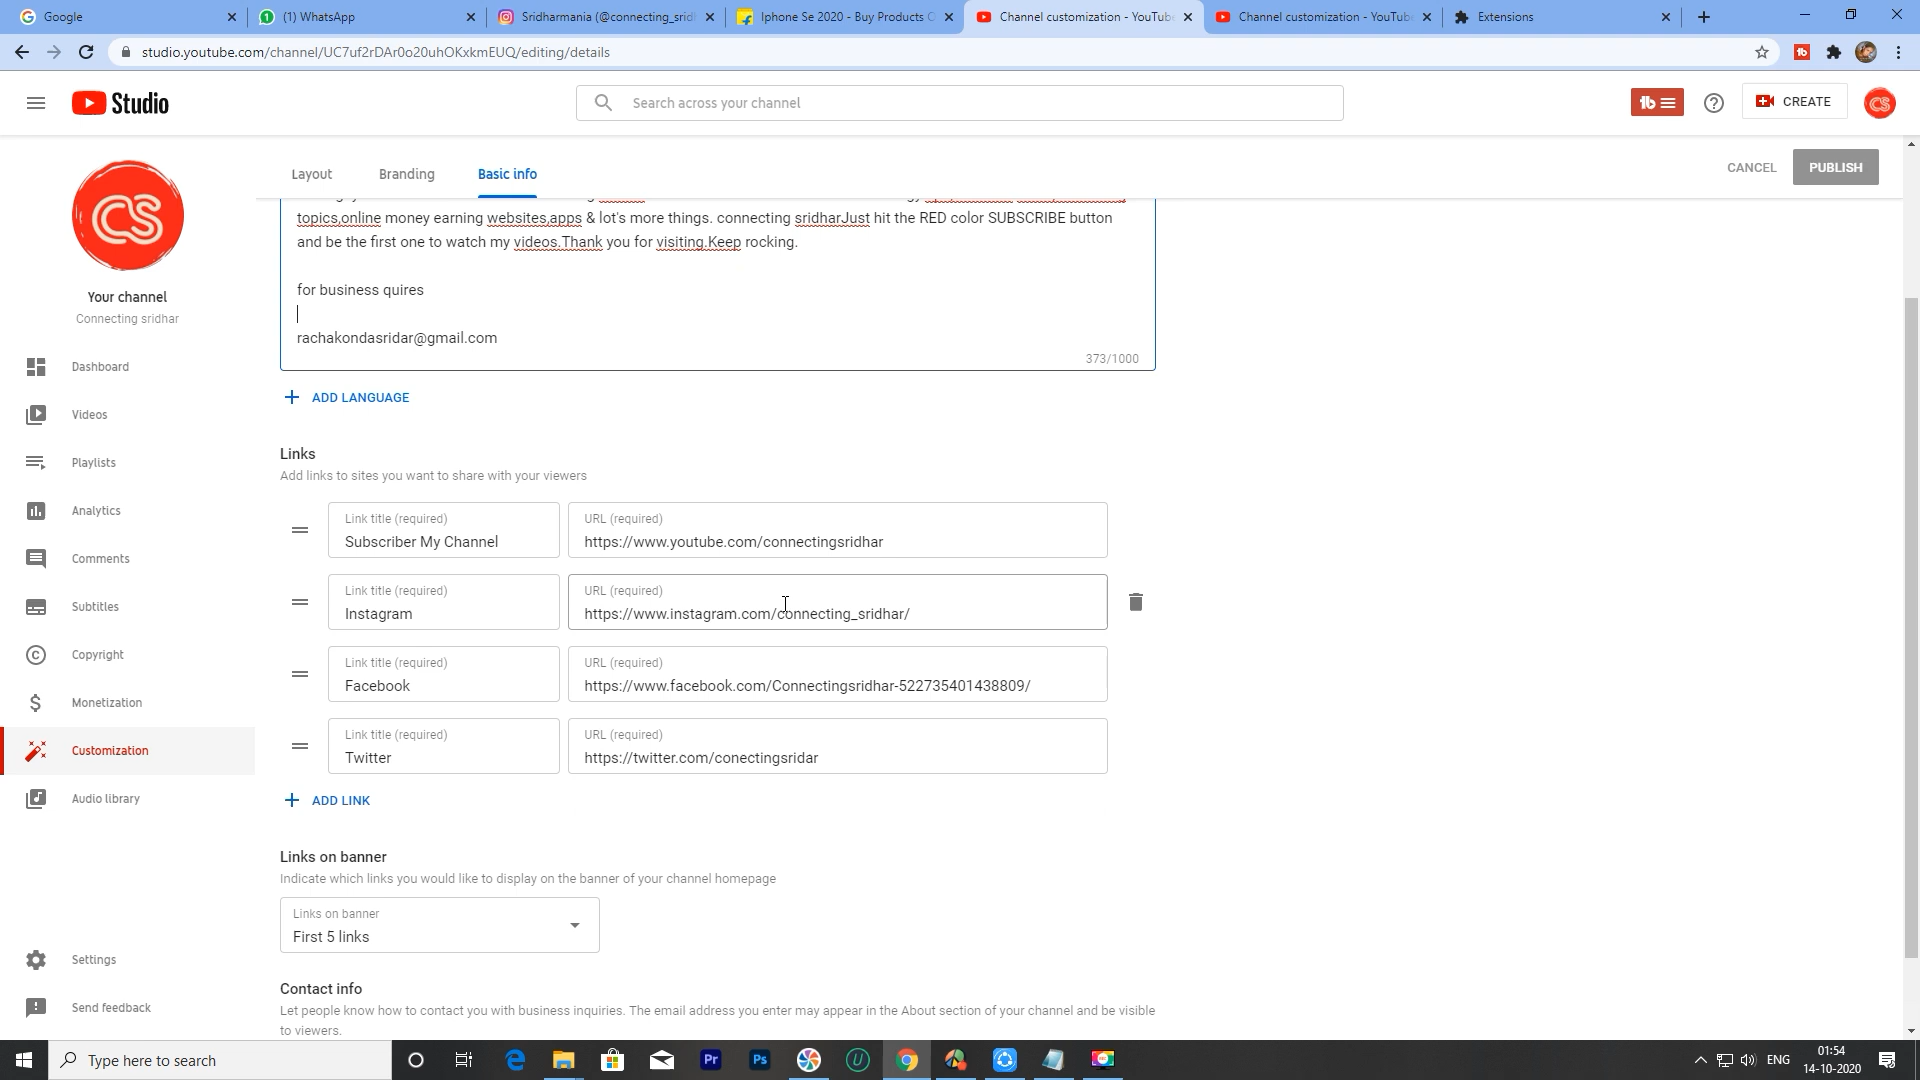 Google
(1) WhatsApp
Sridharmania (@connecting_sridl
Iphone Se 2020 - Buy Products C
Channel customization - YouTube
Channel customization - YouTube
Extensions
studio.youtube.com/channel/UC7uf2rDAr0o20uhOKxkmEUQ/editing/details
Studio
Search across your channel
CREATE
CS
CS
Your channel
Connecting sridhar
Dashboard
Videos
Playlists
Analytics
Comments
Subtitles
Copyright
Monetization
Customization
Audio library
Settings
Send feedback
Layout
Branding
Basic info
CANCEL
PUBLISH
topics,online money earning websites,apps & lot's more things. connecting sridharJust hit the RED color SUBSCRIBE button
and be the first one to watch my videos.Thank you for visiting.Keep rocking.
for business quires
rachakondasridar@gmail.com
373/1000
ADD LANGUAGE
Links
Add links to sites you want to share with your viewers
Link title (required)
Subscriber My Channel
URL (required)
https://www.youtube.com/connectingsridhar
Link title (required)
Instagram
URL (required)
https://www.instagram.com/connecting_sridhar/
Link title (required)
Facebook
URL (required)
https://www.facebook.com/Connectingsridhar-522735401438809/
Link title (required)
Twitter
URL (required)
https://twitter.com/conectingsridar
ADD LINK
Links on banner
Indicate which links you would like to display on the banner of your channel homepage
Links on banner
First 5 links
Contact info
Let people know how to contact you with business inquiries. The email address you enter may appear in the About section of your channel and be visible
to viewers.
Type here to search
Pr
Ps
ENG
01:54
14-10-2020